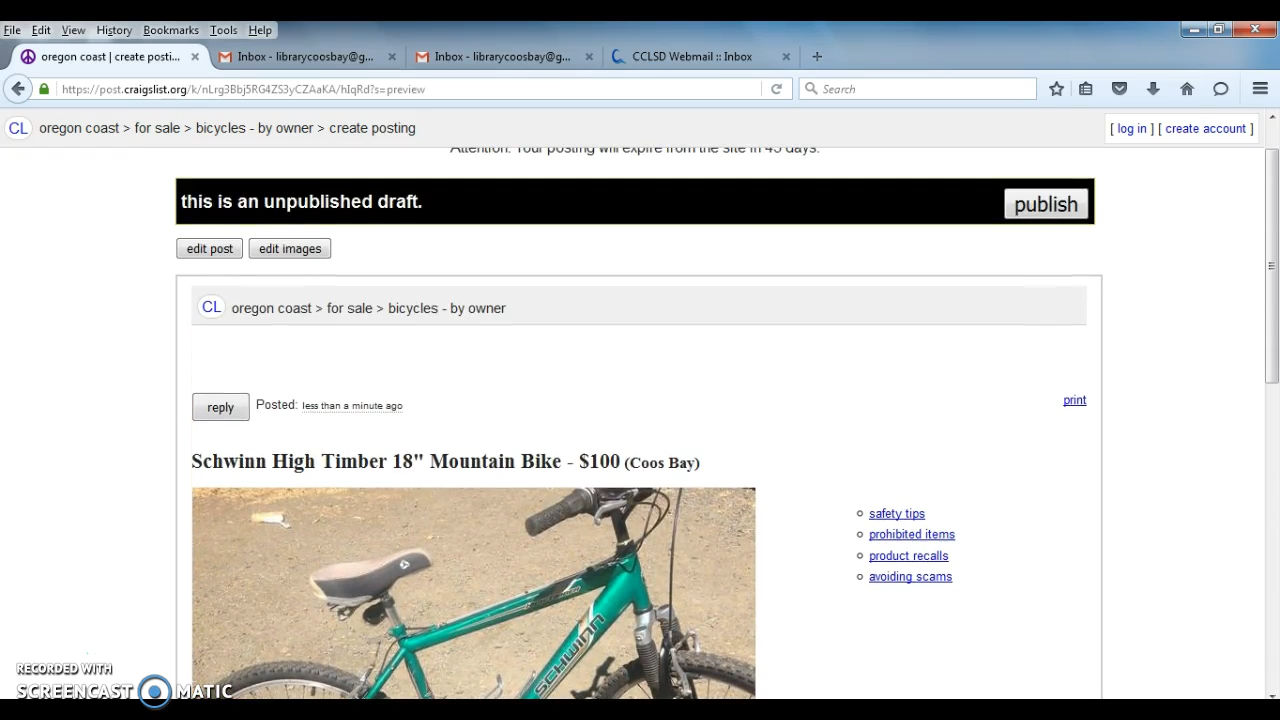 File Edit View History Bookmarks Tools Help
oregon coast | create posti... × Inbox - librarycoosbay@g... × Inbox - librarycoosbay@g... × CCLSD Webmail :: Inbox × +
https://post.craigslist.org/k/nLrg3Bbj5RG4ZS3yCZAaKA/hIqRd?s=preview Search
CL oregon coast > for sale > bicycles - by owner > create posting [ log in ] [ create account ]
Attention: Your posting will expire from the site in 45 days.
this is an unpublished draft. publish
edit post edit images
CL oregon coast > for sale > bicycles - by owner
reply Posted: less than a minute ago print
Schwinn High Timber 18" Mountain Bike - $100 (Coos Bay)
safety tips
prohibited items
product recalls
avoiding scams
SCHWINN
RECORDED WITH
SCREENCAST MATIC